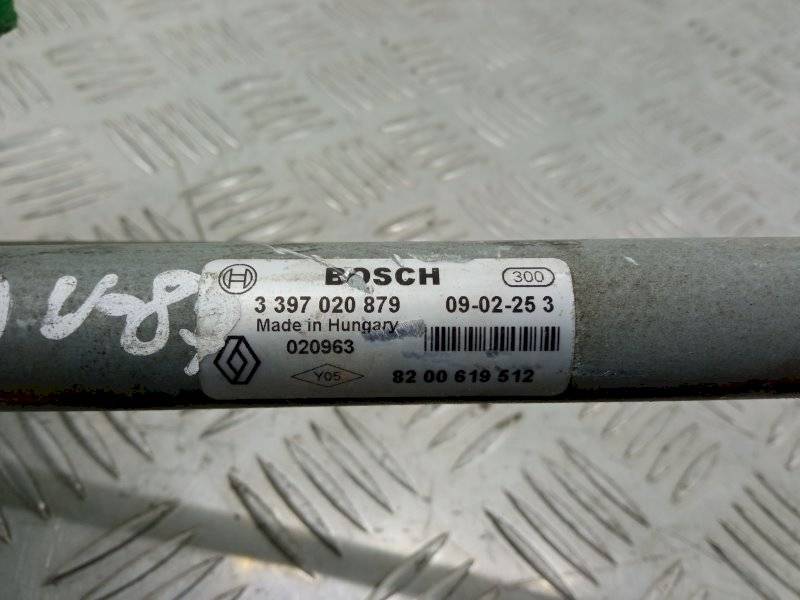 BOSCH 300
3 397 020 879 09-02-25 3
Made in Hungary
020963
Y05 82 00 619 512